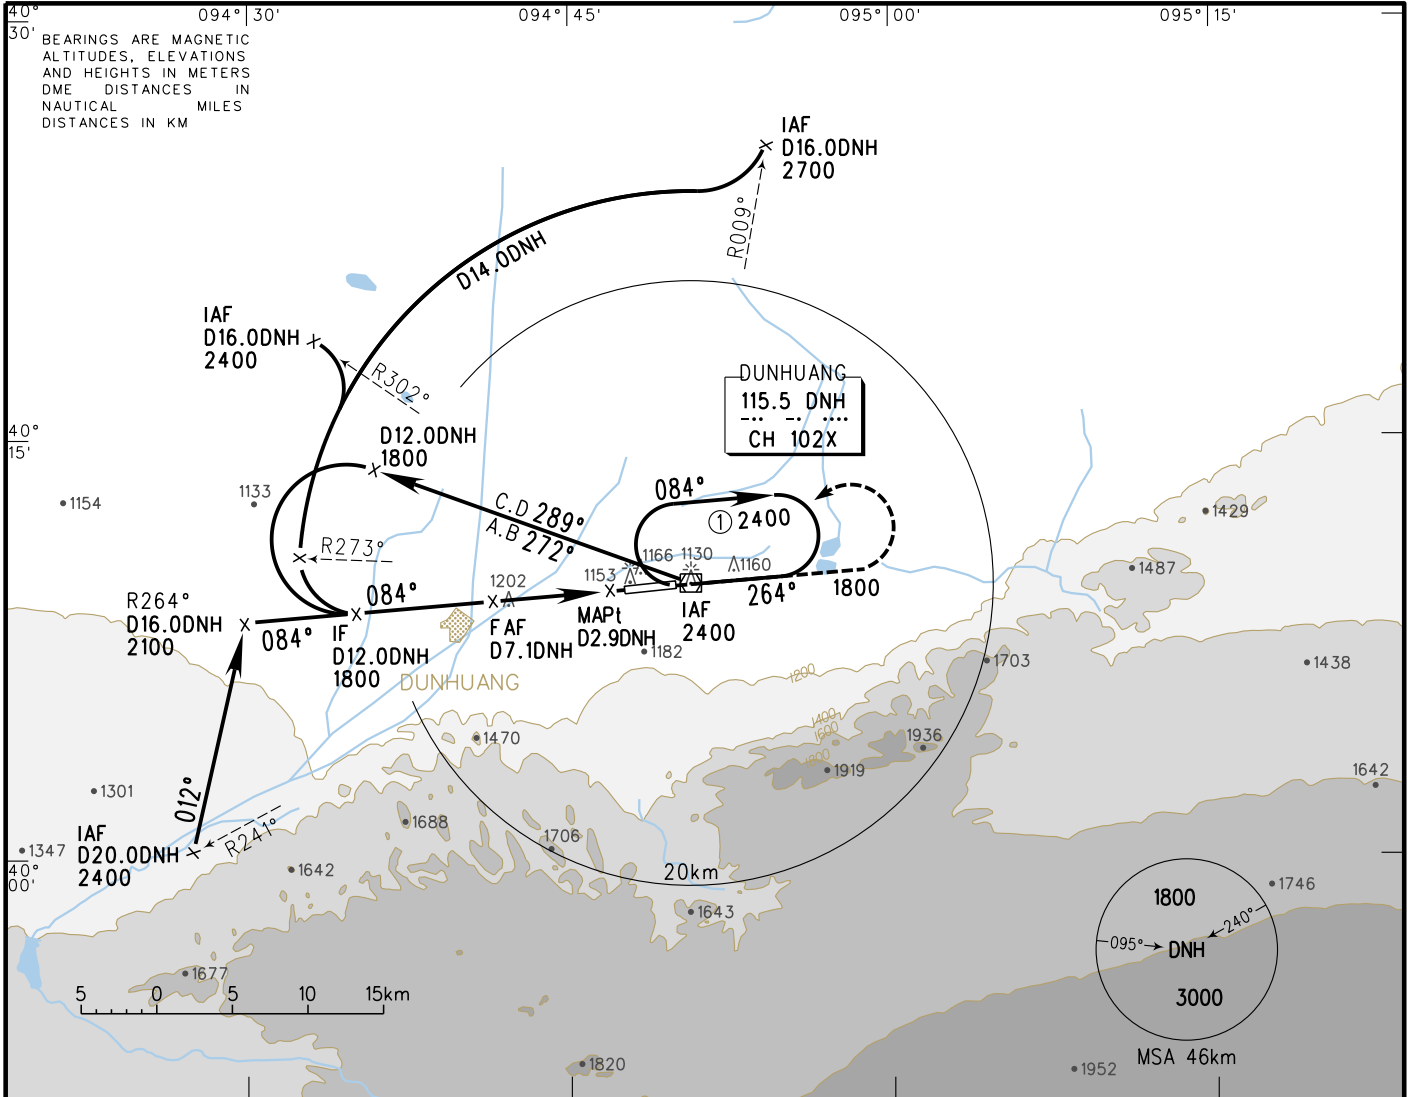 40°
30'
094°30'
094°45'
095°00'
095°15'
BEARINGS ARE MAGNETIC
ALTITUDES, ELEVATIONS
AND HEIGHTS IN METERS
DME DISTANCES IN
NAUTICAL MILES
DISTANCES IN KM
IAF
D16.0DNH
2700
R009°
D14.0DNH
IAF
D16.0DNH
2400
R302°
DUNHUANG
115.5 DNH
-·· -· ····
CH 102X
40°
15'
D12.0DNH
1800
1154
1133
C.D 289°
A.B 272°
084°
① 2400
1429
R273°
1166
1130
1160
1487
1153
1202
264°
1800
R264°
D16.0DNH
2100
084°
084°
IF
D12.0DNH
1800
FAF
D7.1DNH
MAPt
D2.9DNH
IAF
2400
1182
1703
1438
DUNHUANG
1200
1400
1600
1800
1470
1936
1919
1642
1301
012°
R241°
1688
1706
IAF
D20.0DNH
2400
1347
40°
00'
1642
20km
1746
1643
1800
240°
095°
DNH
3000
MSA 46km
1677
5 0 5 10 15km
1820
1952